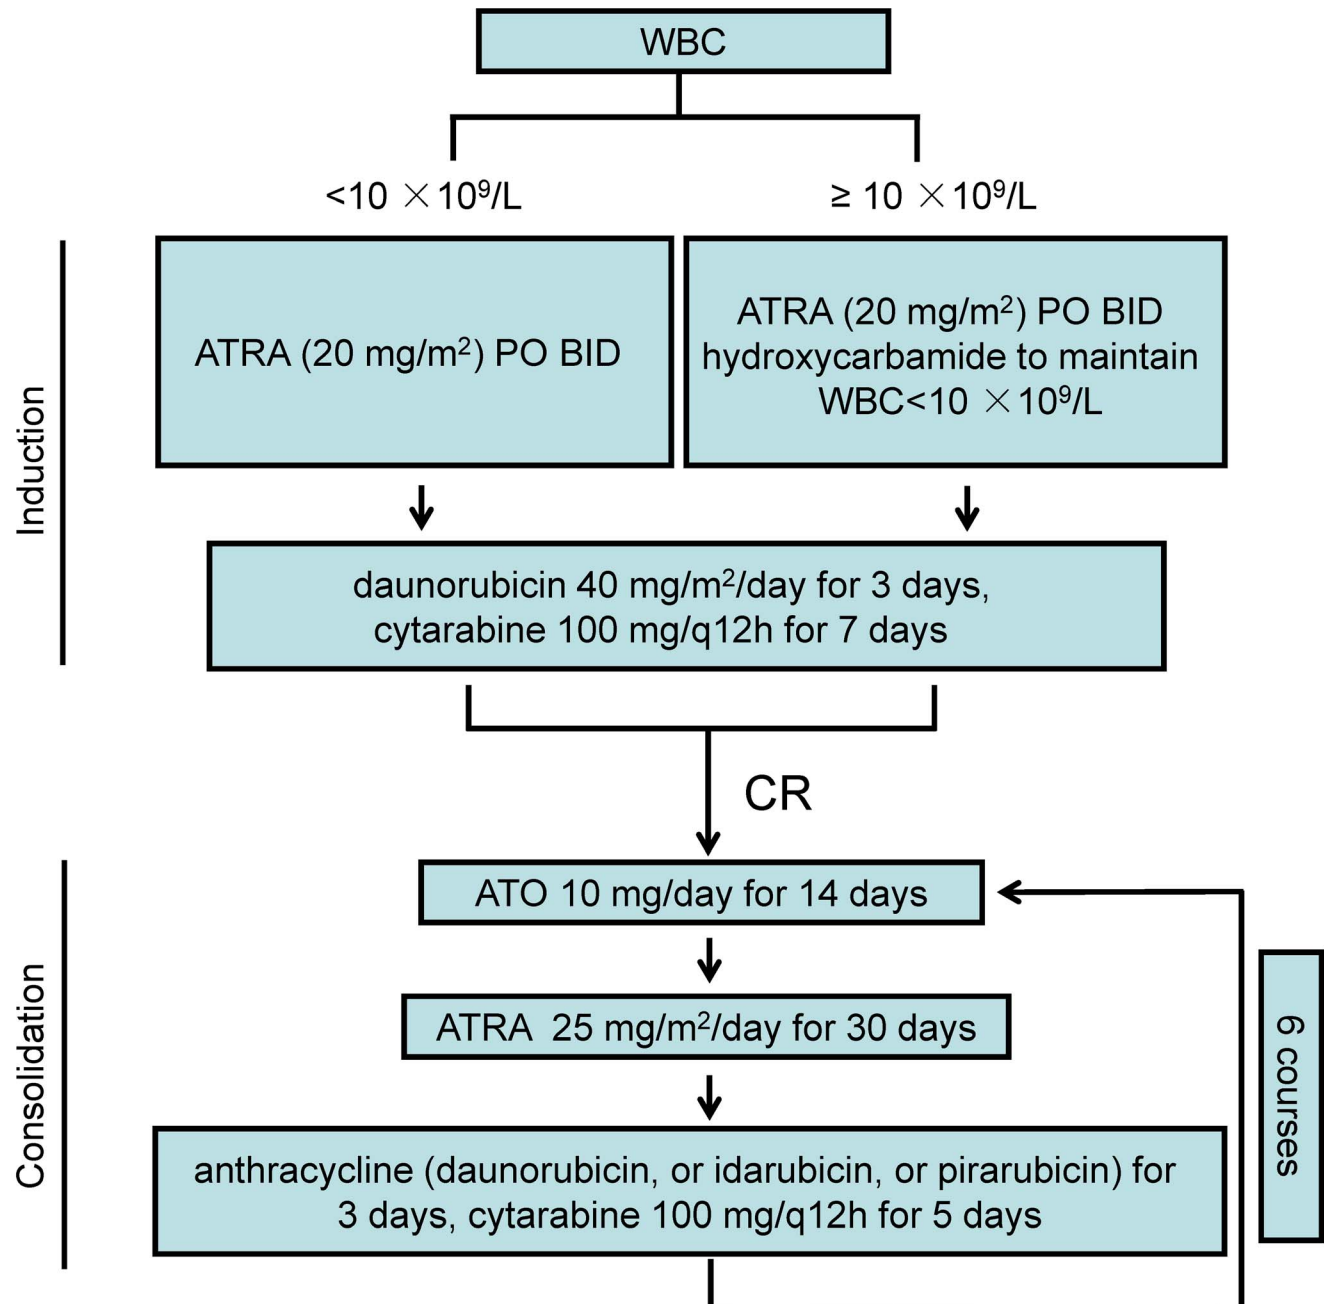 WBC
<10 ×10⁹/L
≥ 10 ×10⁹/L
Induction
ATRA (20 mg/m²) PO BID
ATRA (20 mg/m²) PO BID
hydroxycarbamide to maintain
WBC<10 ×10⁹/L
daunorubicin 40 mg/m²/day for 3 days,
cytarabine 100 mg/q12h for 7 days
CR
Consolidation
ATO 10 mg/day for 14 days
ATRA 25 mg/m²/day for 30 days
anthracycline (daunorubicin, or idarubicin, or pirarubicin) for
3 days, cytarabine 100 mg/q12h for 5 days
6 courses